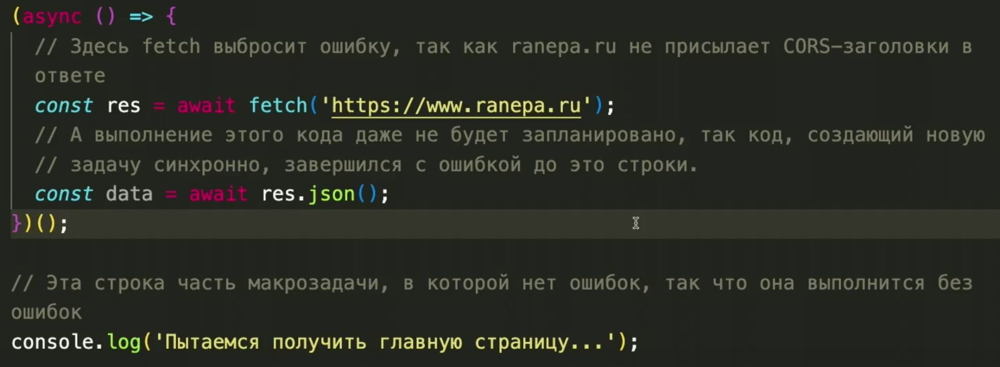 (async () => {
// Здесь fetch выбросит ошибку, так как ranepa.ru не присылает CORS-заголовки в
ответе
const res = await fetch('https://www.ranepa.ru');
// А выполнение этого кода даже не будет запланировано, так код, создающий новую
// задачу синхронно, завершился с ошибкой до это строки.
const data = await res.json();
})();
// Эта строка часть макрозадачи, в которой нет ошибок, так что она выполнится без
ошибок
console.log('Пытаемся получить главную страницу...');